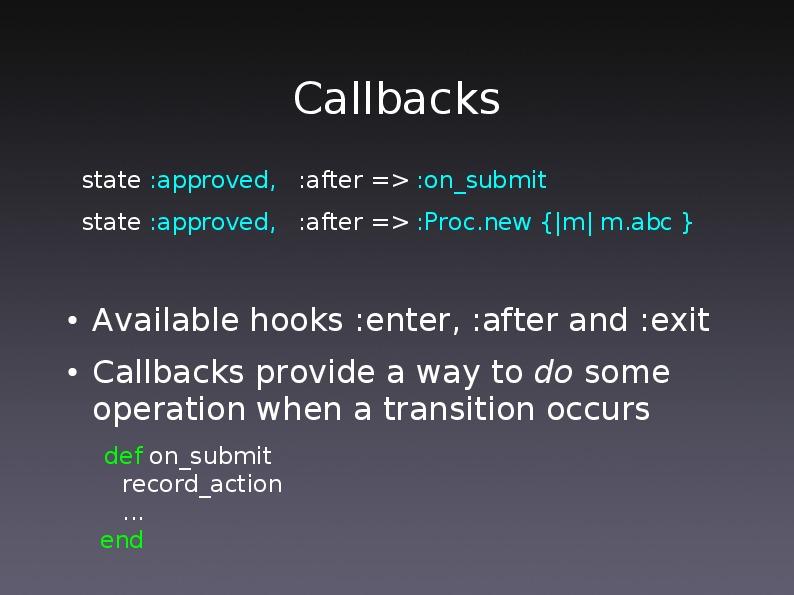 Callbacks
state :approved, :after => :on_submit
state :approved, :after => :Proc.new {|m| m.abc }
• Available hooks :enter, :after and :exit
• Callbacks provide a way to do some
operation when a transition occurs
def on_submit
record_action
...
end